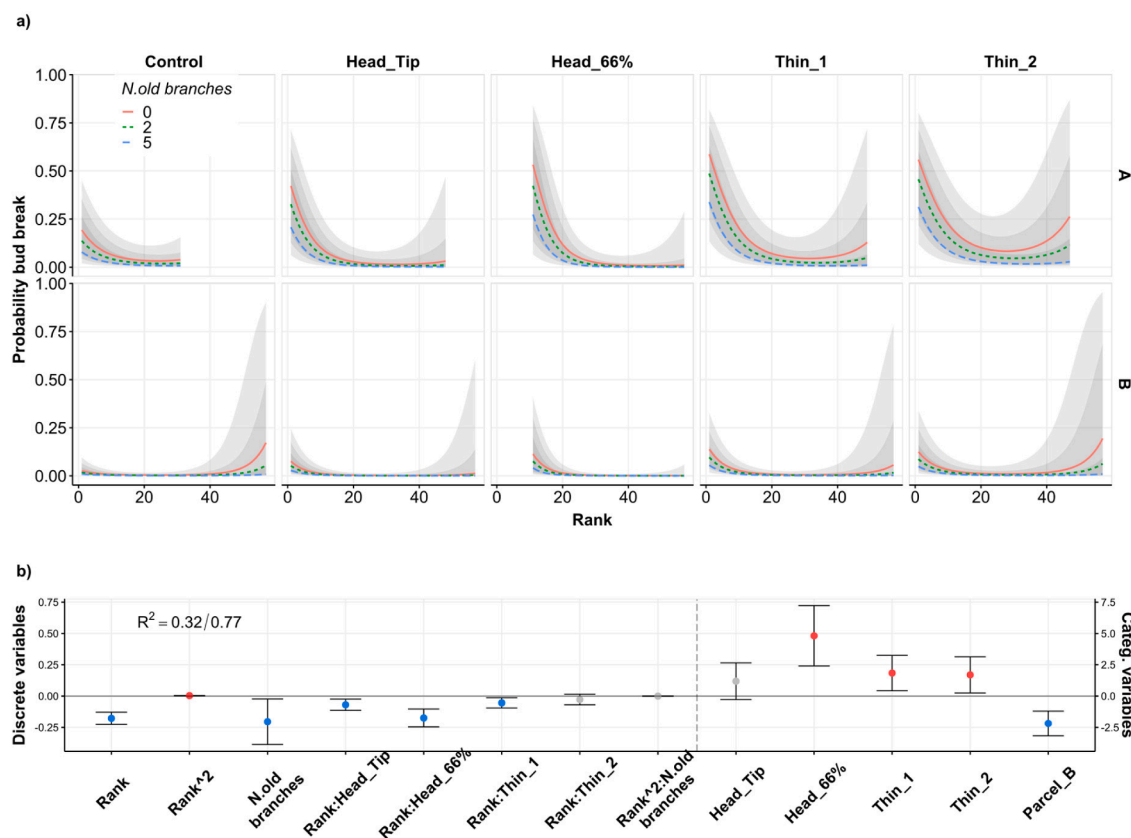 a)
Control Head_Tip Head_66% Thin_1 Thin_2
N.old branches
0
2
5
1.00
0.75
0.50
0.25
0.00
A
1.00
0.75
0.50
0.25
0.00
B
Probability bud break
0 20 40 0 20 40 0 20 40 0 20 40 0 20 40
Rank
b)
R² = 0.32/0.77
Discrete variables
0.75
0.50
0.25
0.00
-0.25
7.5
5.0
2.5
0.0
-2.5
Categ. variables
Rank
Rank^2
N.old
branches
Rank:Head_Tip
Rank:Head_66%
Rank:Thin_1
Rank:Thin_2
Rank^2:N.old
branches
Head_Tip
Head_66%
Thin_1
Thin_2
Parcel_B